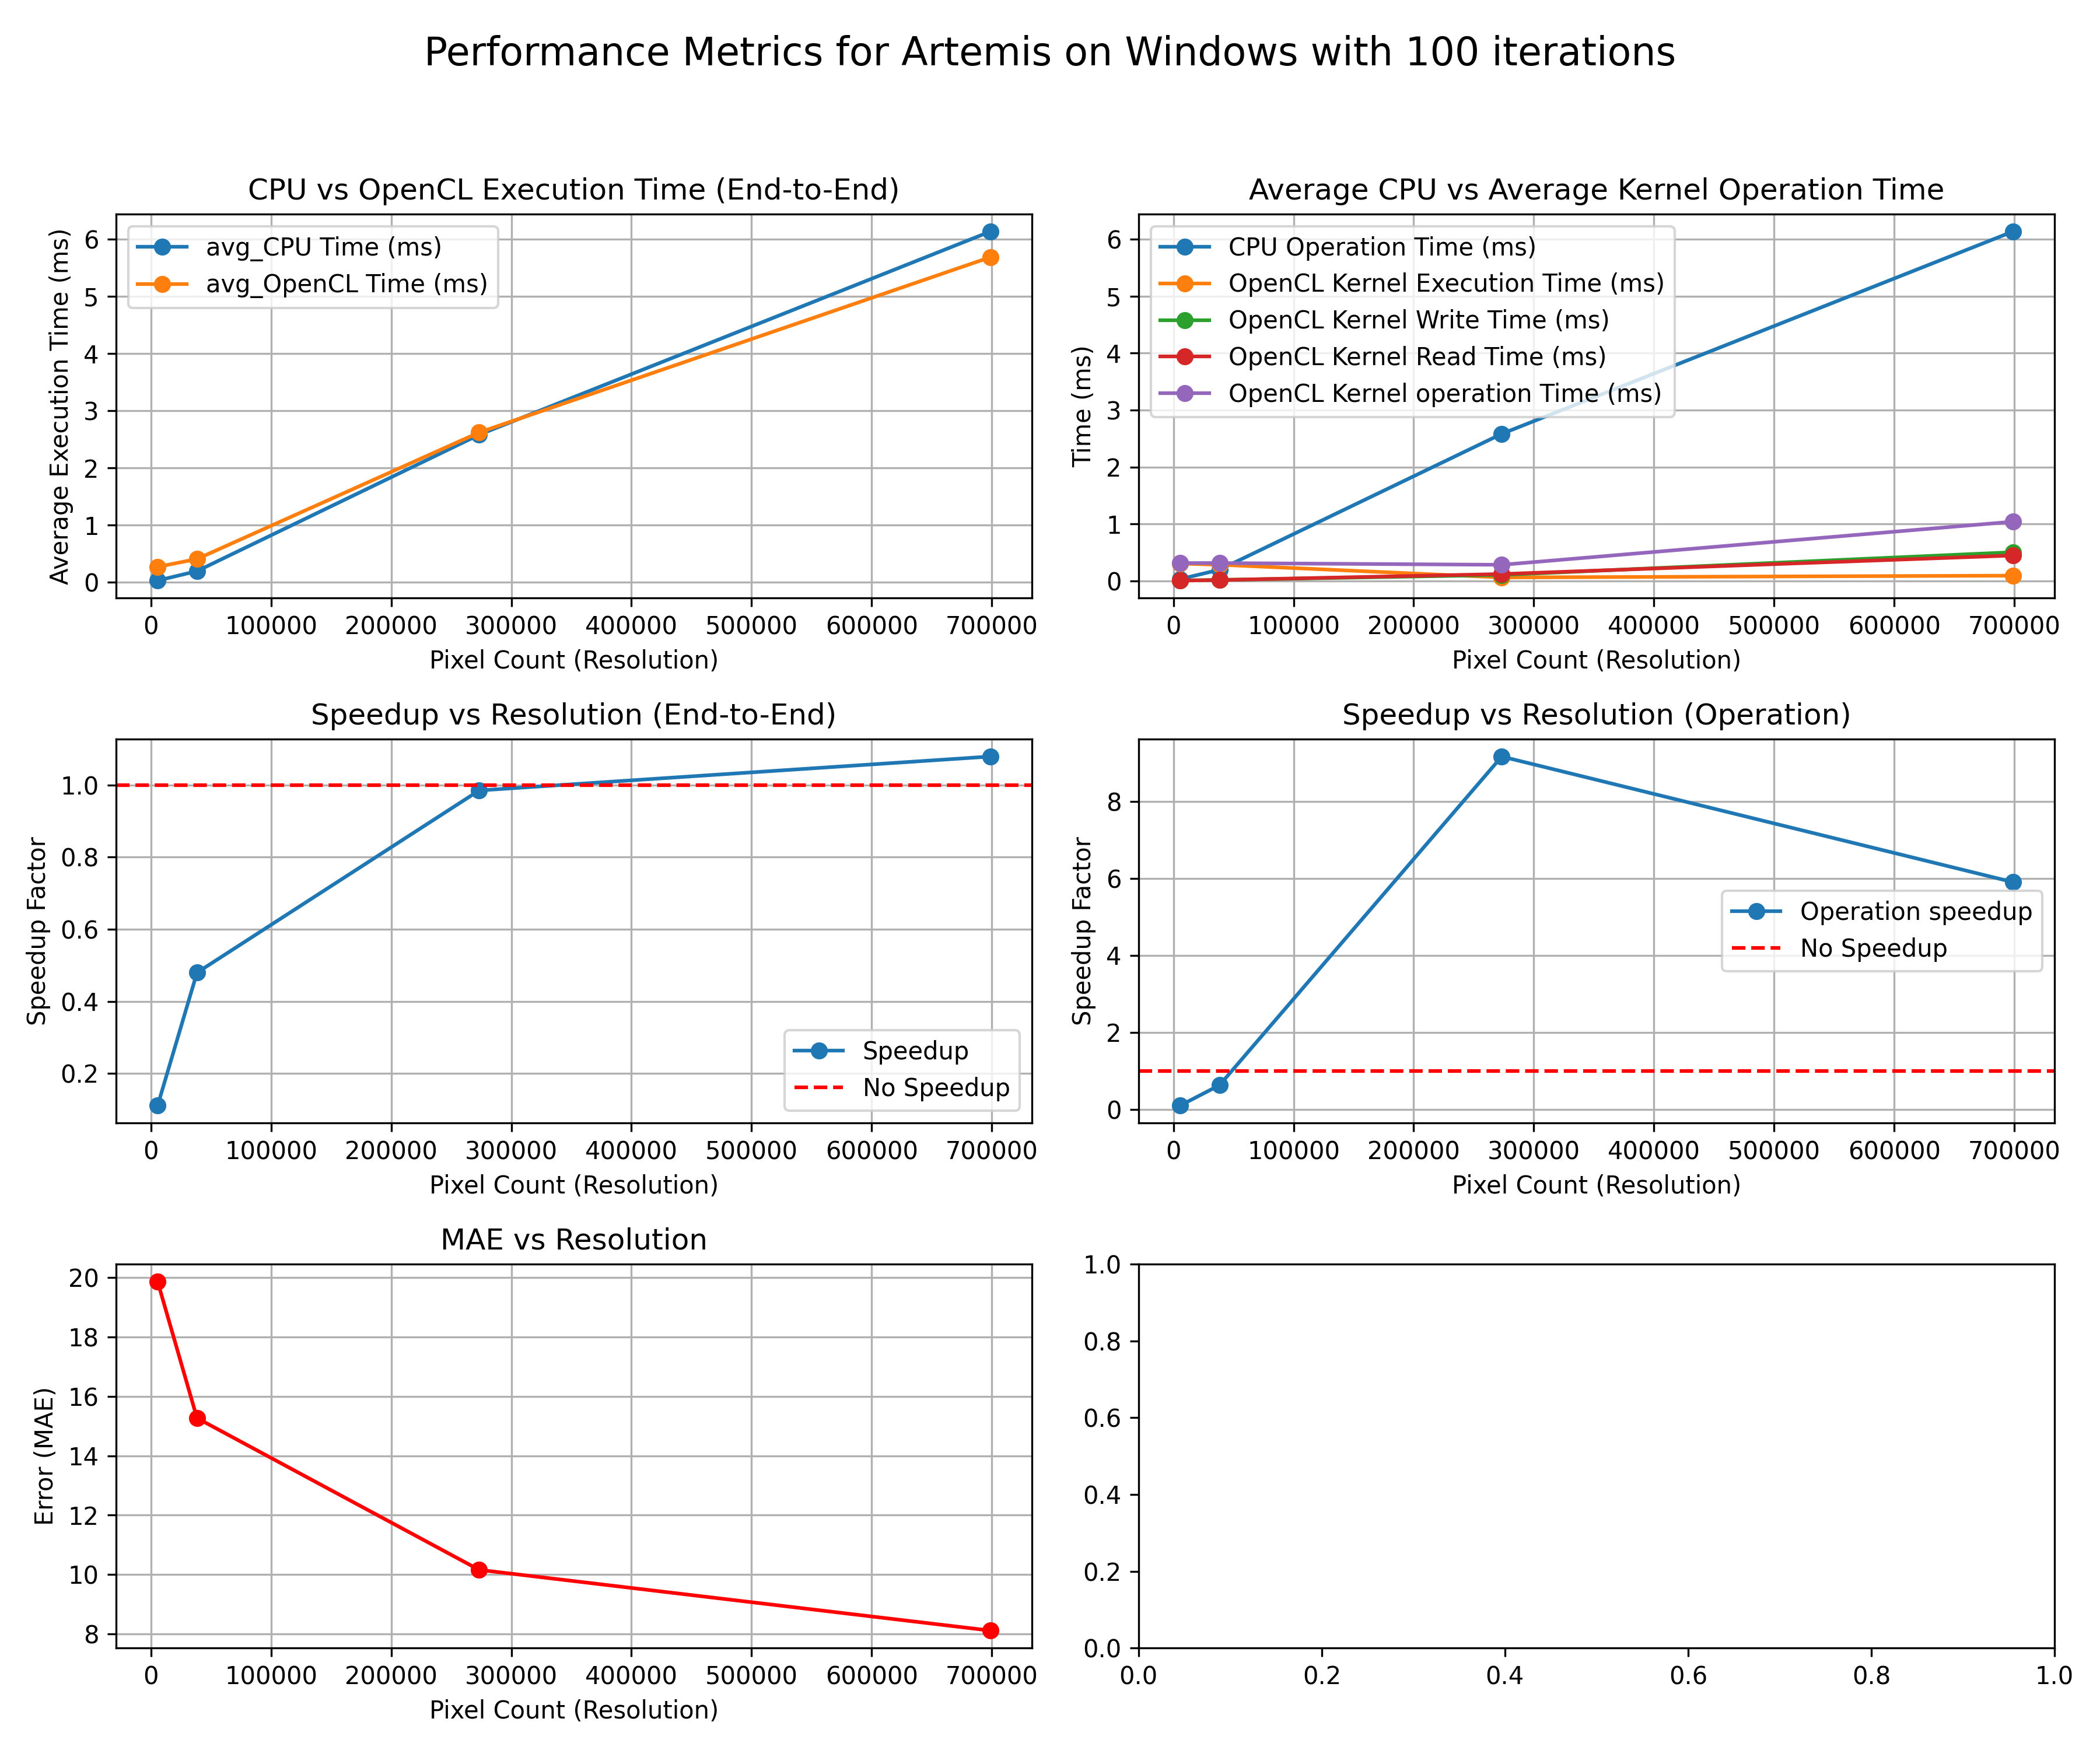 Performance Metrics for Artemis on Windows with 100 iterations
CPU vs OpenCL Execution Time (End-to-End)
Average Execution Time (ms)
6
5
4
3
2
1
0
avg_CPU Time (ms)
avg_OpenCL Time (ms)
0 100000 200000 300000 400000 500000 600000 700000
Pixel Count (Resolution)
Average CPU vs Average Kernel Operation Time
Time (ms)
6
5
4
3
2
1
0
CPU Operation Time (ms)
OpenCL Kernel Execution Time (ms)
OpenCL Kernel Write Time (ms)
OpenCL Kernel Read Time (ms)
OpenCL Kernel operation Time (ms)
0 100000 200000 300000 400000 500000 600000 700000
Pixel Count (Resolution)
Speedup vs Resolution (End-to-End)
Speedup Factor
1.0
0.8
0.6
0.4
0.2
Speedup
No Speedup
0 100000 200000 300000 400000 500000 600000 700000
Pixel Count (Resolution)
Speedup vs Resolution (Operation)
Speedup Factor
8
6
4
2
0
Operation speedup
No Speedup
0 100000 200000 300000 400000 500000 600000 700000
Pixel Count (Resolution)
MAE vs Resolution
Error (MAE)
20
18
16
14
12
10
8
0 100000 200000 300000 400000 500000 600000 700000
Pixel Count (Resolution)
1.0
0.8
0.6
0.4
0.2
0.0
0.0 0.2 0.4 0.6 0.8 1.0